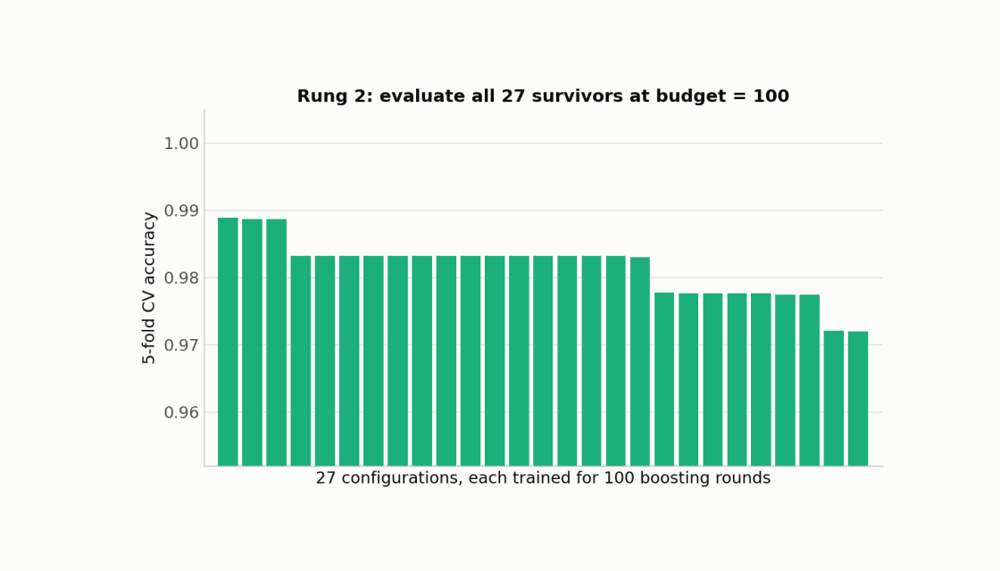 Rung 2: evaluate all 27 survivors at budget = 100
1.00
0.99
0.98
0.97
0.96
5-fold CV accuracy
27 configurations, each trained for 100 boosting rounds